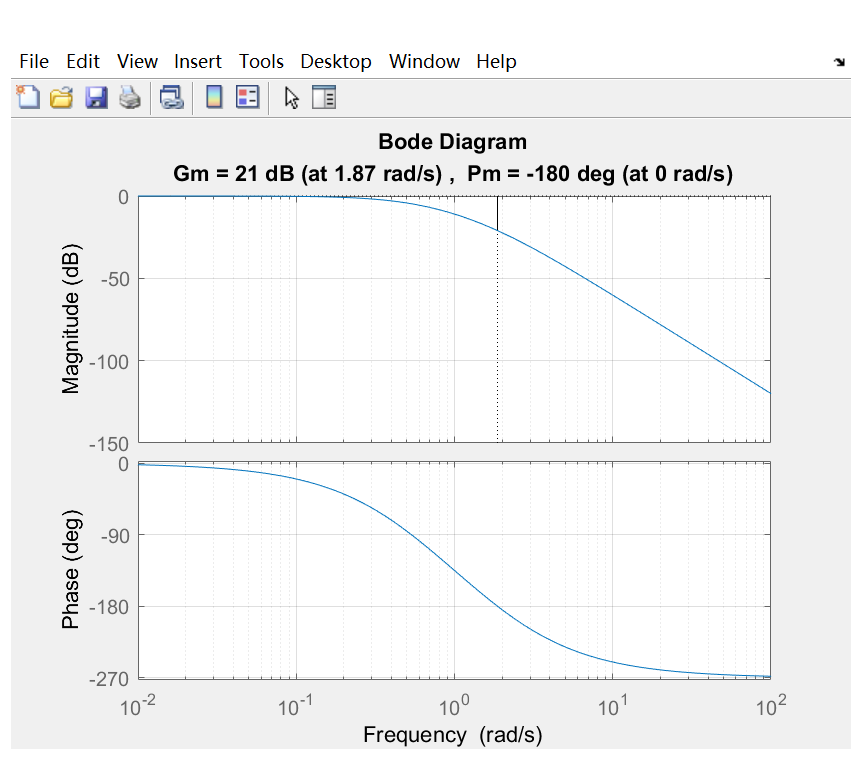 File Edit View Insert Tools Desktop Window Help
Bode Diagram
Gm = 21 dB (at 1.87 rad/s) , Pm = -180 deg (at 0 rad/s)
0
-50
-100
-150
Magnitude (dB)
0
-90
-180
-270
Phase (deg)
10^-2 10^-1 10^0 10^1 10^2
Frequency (rad/s)